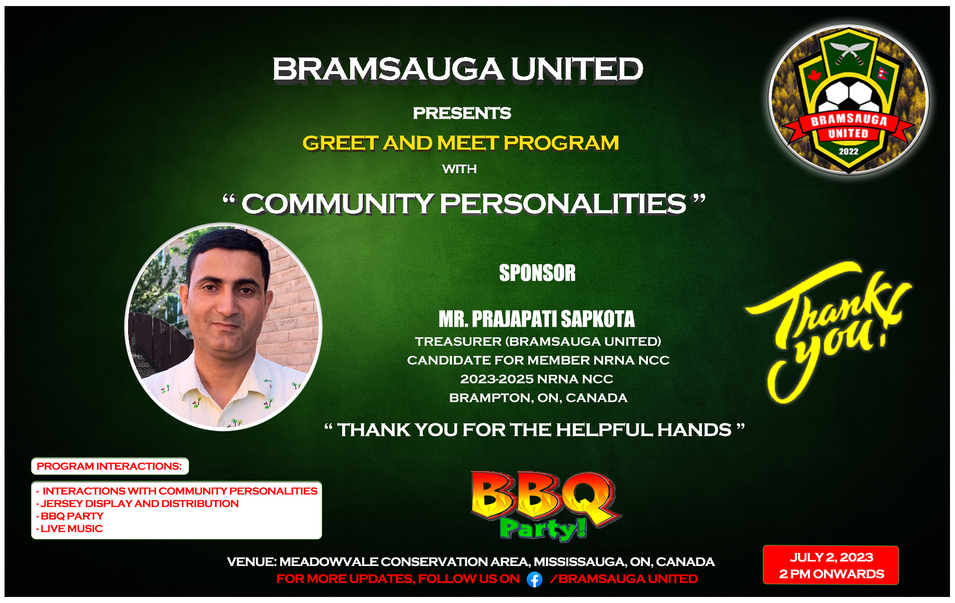 BRAMSAUGA UNITED
PRESENTS
GREET AND MEET PROGRAM
WITH
“ COMMUNITY PERSONALITIES ”
BRAMSAUGA
UNITED
2022
SPONSOR
MR. PRAJAPATI SAPKOTA
TREASURER (BRAMSAUGA UNITED)
CANDIDATE FOR MEMBER NRNA NCC
2023-2025 NRNA NCC
BRAMPTON, ON, CANADA
Thank
you!
“ THANK YOU FOR THE HELPFUL HANDS ”
PROGRAM INTERACTIONS:
- INTERACTIONS WITH COMMUNITY PERSONALITIES
- JERSEY DISPLAY AND DISTRIBUTION
- BBQ PARTY
- LIVE MUSIC
BBQ
Party!
VENUE: MEADOWVALE CONSERVATION AREA, MISSISSAUGA, ON, CANADA
FOR MORE UPDATES, FOLLOW US ON f /BRAMSAUGA UNITED
JULY 2, 2023
2 PM ONWARDS